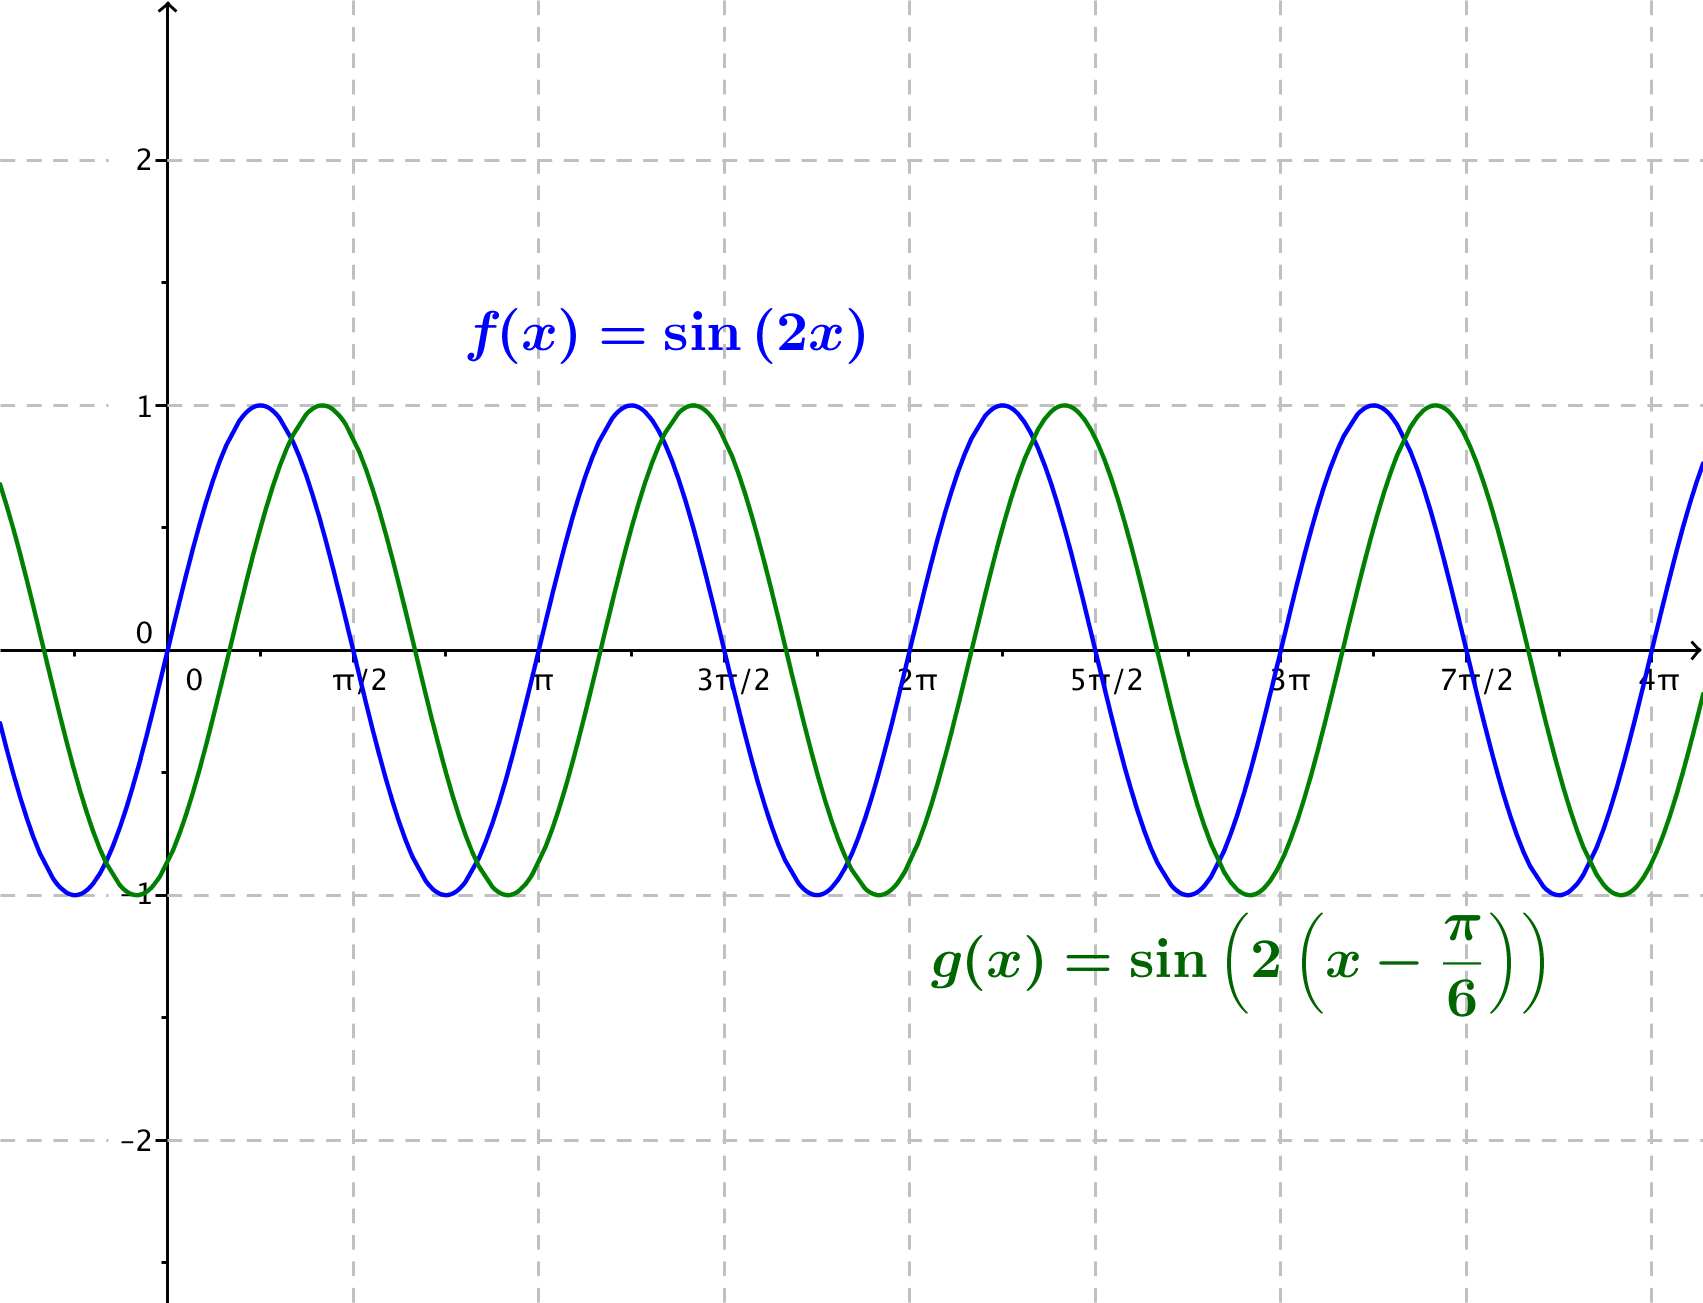 2
f(x) = sin (2x)
1
0
0 π/2 π 3π/2 2π 5π/2 3π 7π/2 4π
-1
g(x) = sin (2 (x − π/6))
-2